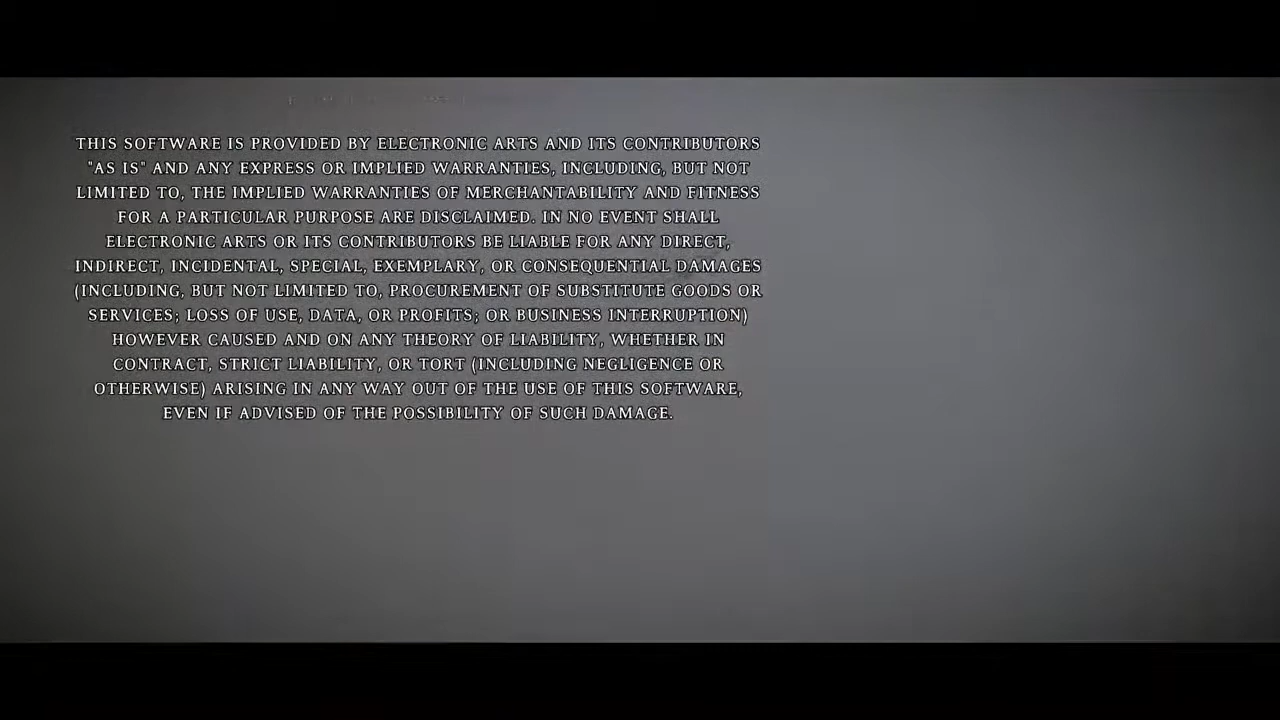 THIS SOFTWARE IS PROVIDED BY ELECTRONIC ARTS AND ITS CONTRIBUTORS
"AS IS" AND ANY EXPRESS OR IMPLIED WARRANTIES, INCLUDING, BUT NOT
LIMITED TO, THE IMPLIED WARRANTIES OF MERCHANTABILITY AND FITNESS
FOR A PARTICULAR PURPOSE ARE DISCLAIMED. IN NO EVENT SHALL
ELECTRONIC ARTS OR ITS CONTRIBUTORS BE LIABLE FOR ANY DIRECT,
INDIRECT, INCIDENTAL, SPECIAL, EXEMPLARY, OR CONSEQUENTIAL DAMAGES
(INCLUDING, BUT NOT LIMITED TO, PROCUREMENT OF SUBSTITUTE GOODS OR
SERVICES; LOSS OF USE, DATA, OR PROFITS; OR BUSINESS INTERRUPTION)
HOWEVER CAUSED AND ON ANY THEORY OF LIABILITY, WHETHER IN
CONTRACT, STRICT LIABILITY, OR TORT (INCLUDING NEGLIGENCE OR
OTHERWISE) ARISING IN ANY WAY OUT OF THE USE OF THIS SOFTWARE,
EVEN IF ADVISED OF THE POSSIBILITY OF SUCH DAMAGE.